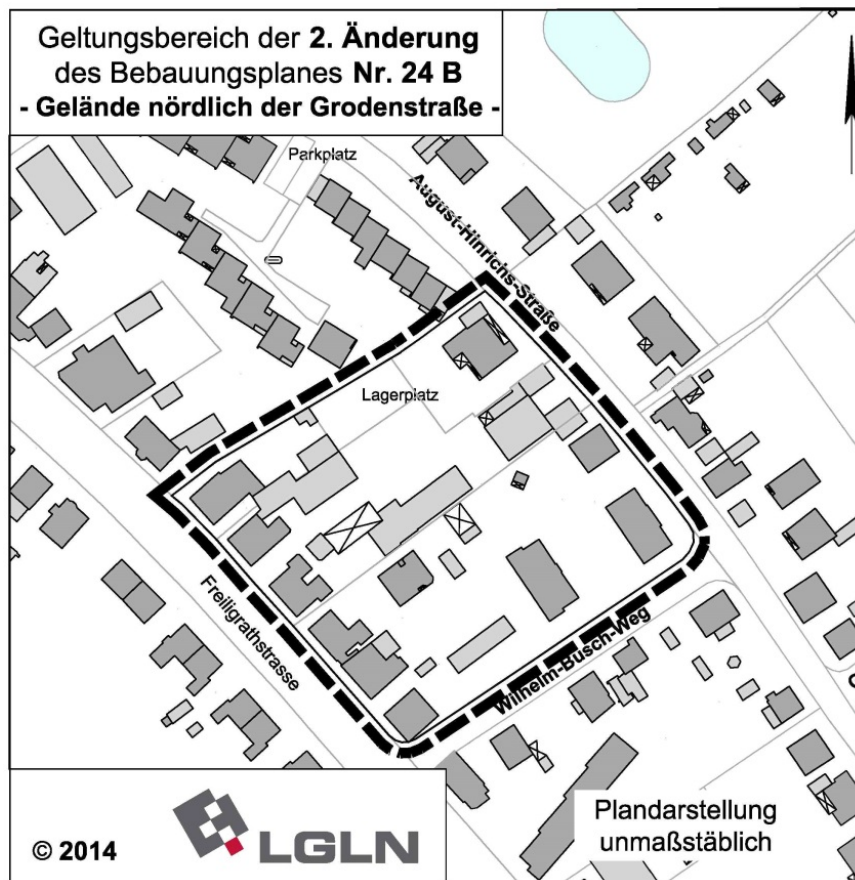 Geltungsbereich der 2. Änderung
des Bebauungsplanes Nr. 24 B
- Gelände nördlich der Grodenstraße -
Parkplatz
August-Hinrichs-Straße
Lagerplatz
Freiligrathstrasse
Wilhelm-Busch-Weg
© 2014
LGLN
Plandarstellung
unmaßstäblich